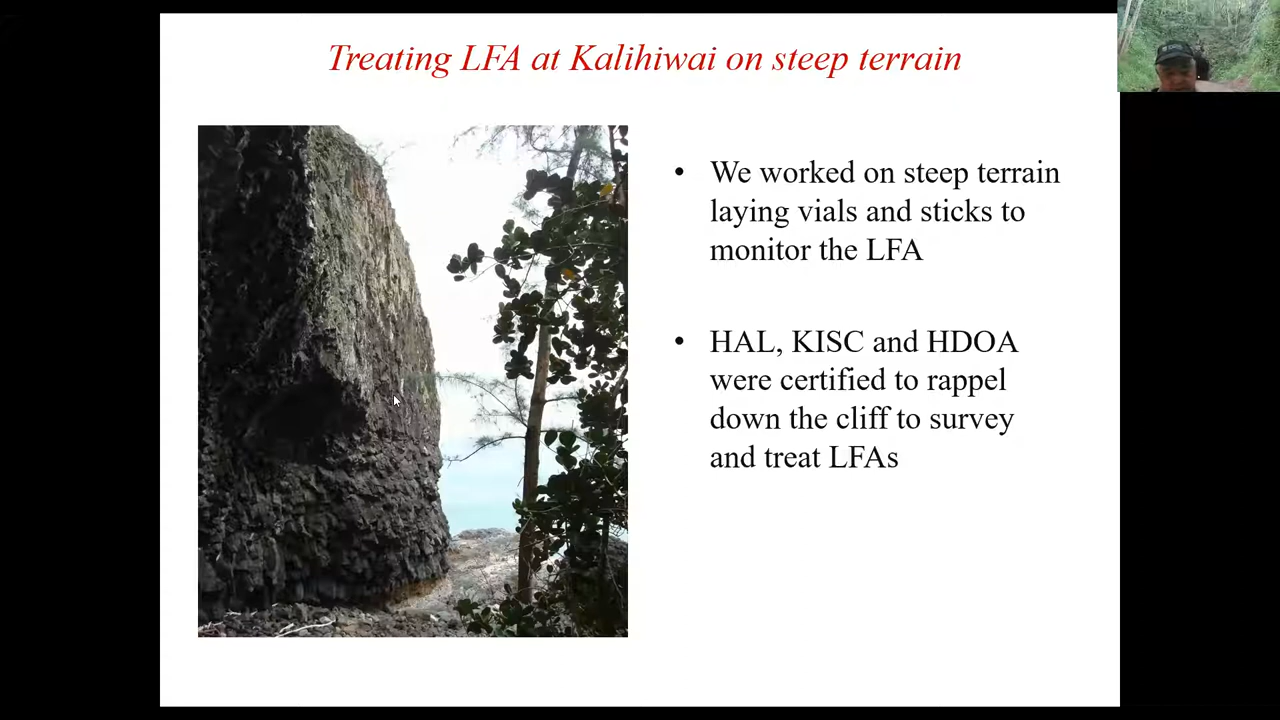 Treating LFA at Kalihiwai on steep terrain
• We worked on steep terrain
laying vials and sticks to
monitor the LFA
• HAL, KISC and HDOA
were certified to rappel
down the cliff to survey
and treat LFAs